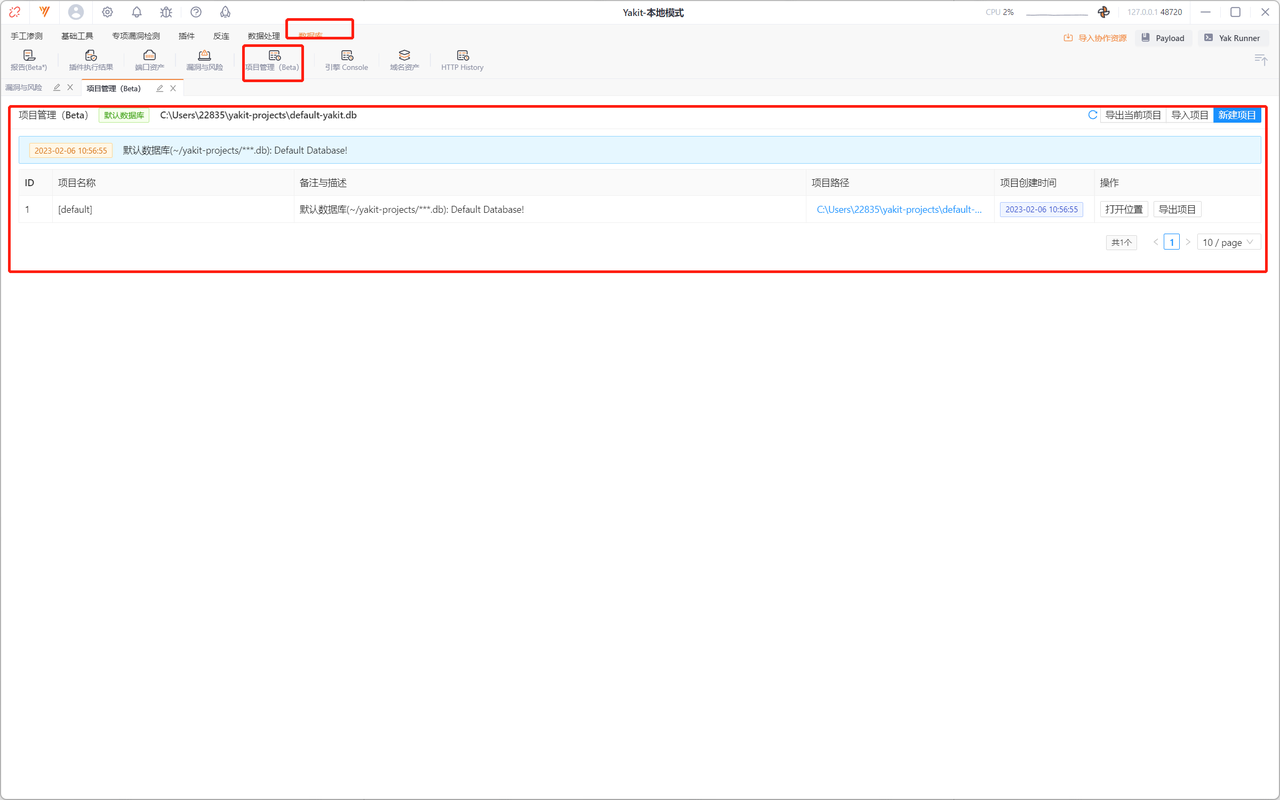 Yakit-本地模式
CPU 2%
127.0.0.1 48720
手工渗测 基础工具 专项漏洞检测 插件 反连 数据处理 数据库
导入协作资源 Payload Yak Runner
报告(Beta*) 插件执行结果 端口资产 漏洞与风险 项目管理（Beta） 引擎 Console 域名资产 HTTP History
漏洞与风险 项目管理（Beta）
项目管理（Beta） 默认数据库 C:\Users\22835\yakit-projects\default-yakit.db 导出当前项目 导入项目 新建项目
2023-02-06 10:56:55 默认数据库(~/yakit-projects/***.db): Default Database!
ID 项目名称 备注与描述 项目路径 项目创建时间 操作
1 [default] 默认数据库(~/yakit-projects/***.db): Default Database! C:\Users\22835\yakit-projects\default-... 2023-02-06 10:56:55 打开位置 导出项目
共1个 1 10 / page